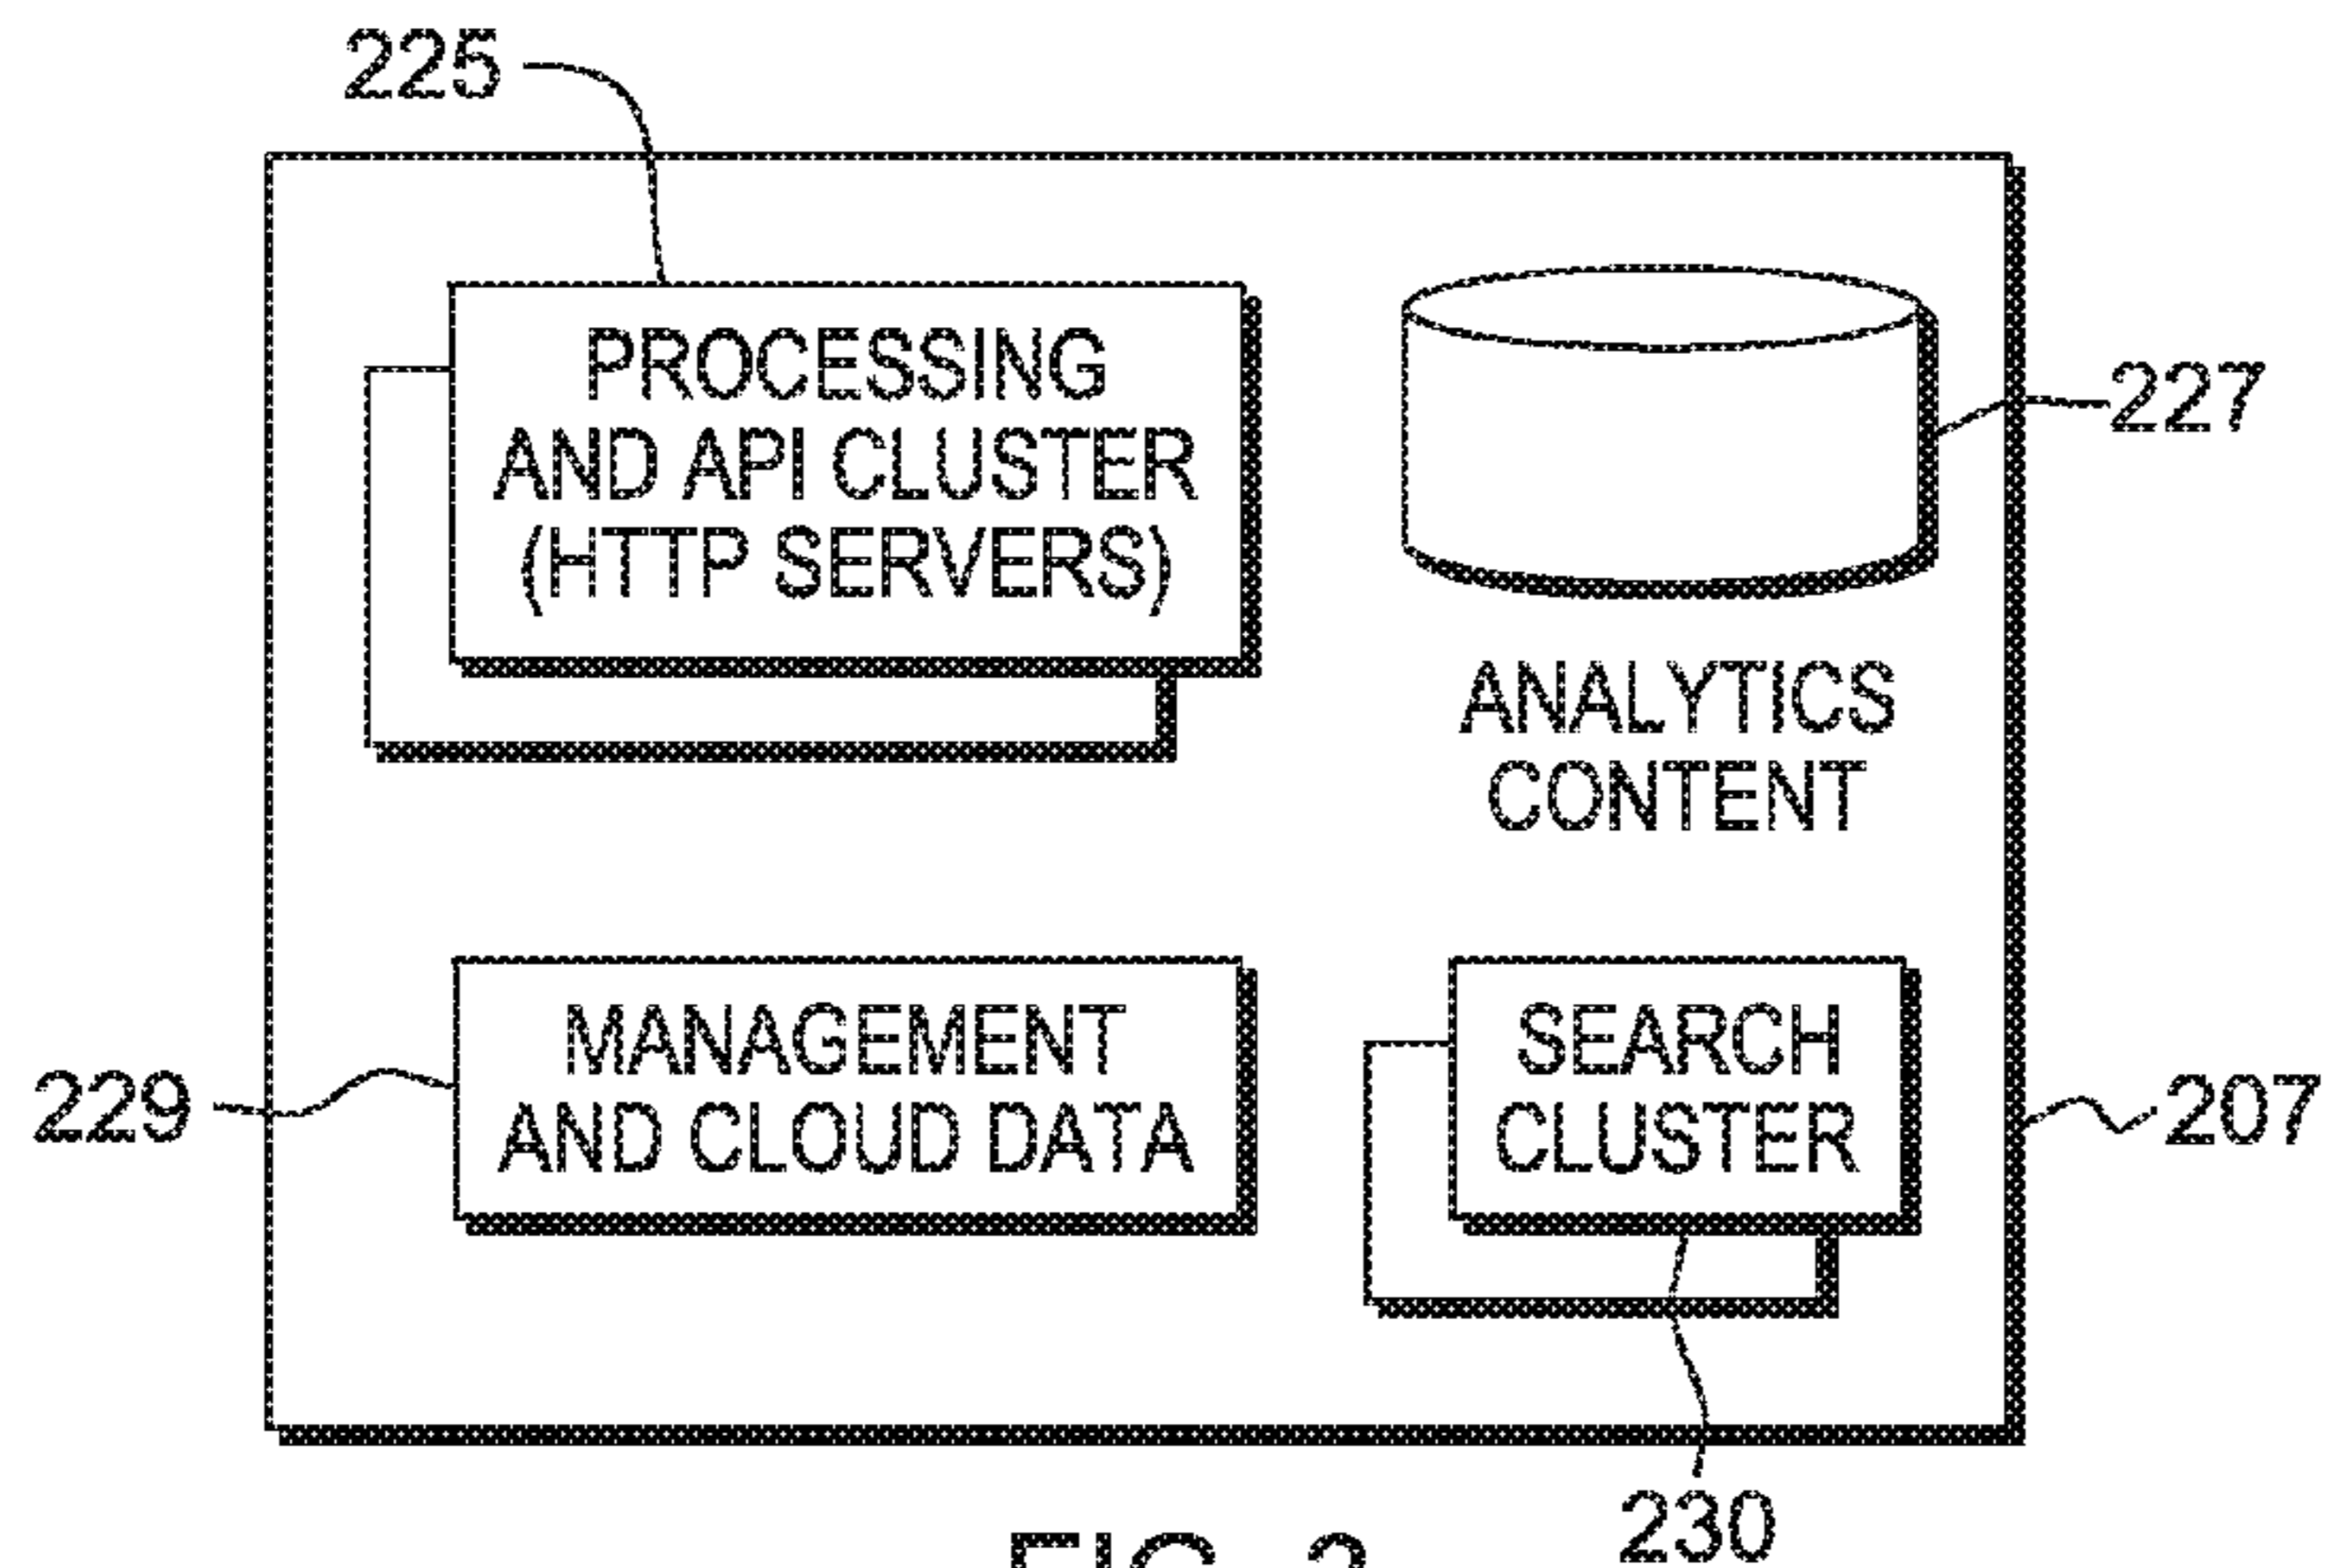 225
PROCESSING
AND API CLUSTER
(HTTP SERVERS)
227
ANALYTICS
CONTENT
MANAGEMENT
AND CLOUD DATA
229
SEARCH
CLUSTER
207
230
FIG.